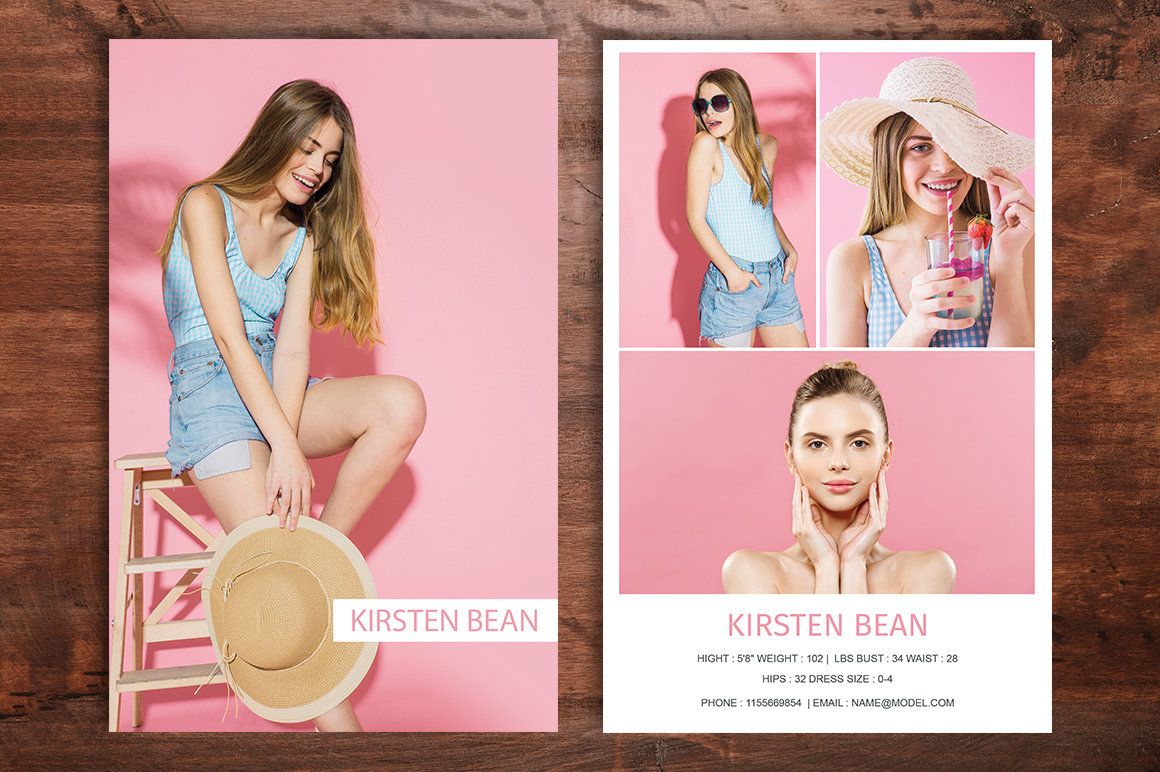 KIRSTEN BEAN
KIRSTEN BEAN
HIGHT : 5'8" WEIGHT : 102 | LBS BUST : 34 WAIST : 28
HIPS : 32 DRESS SIZE : 0-4
PHONE : 1155669854 | EMAIL : NAME@MODEL.COM